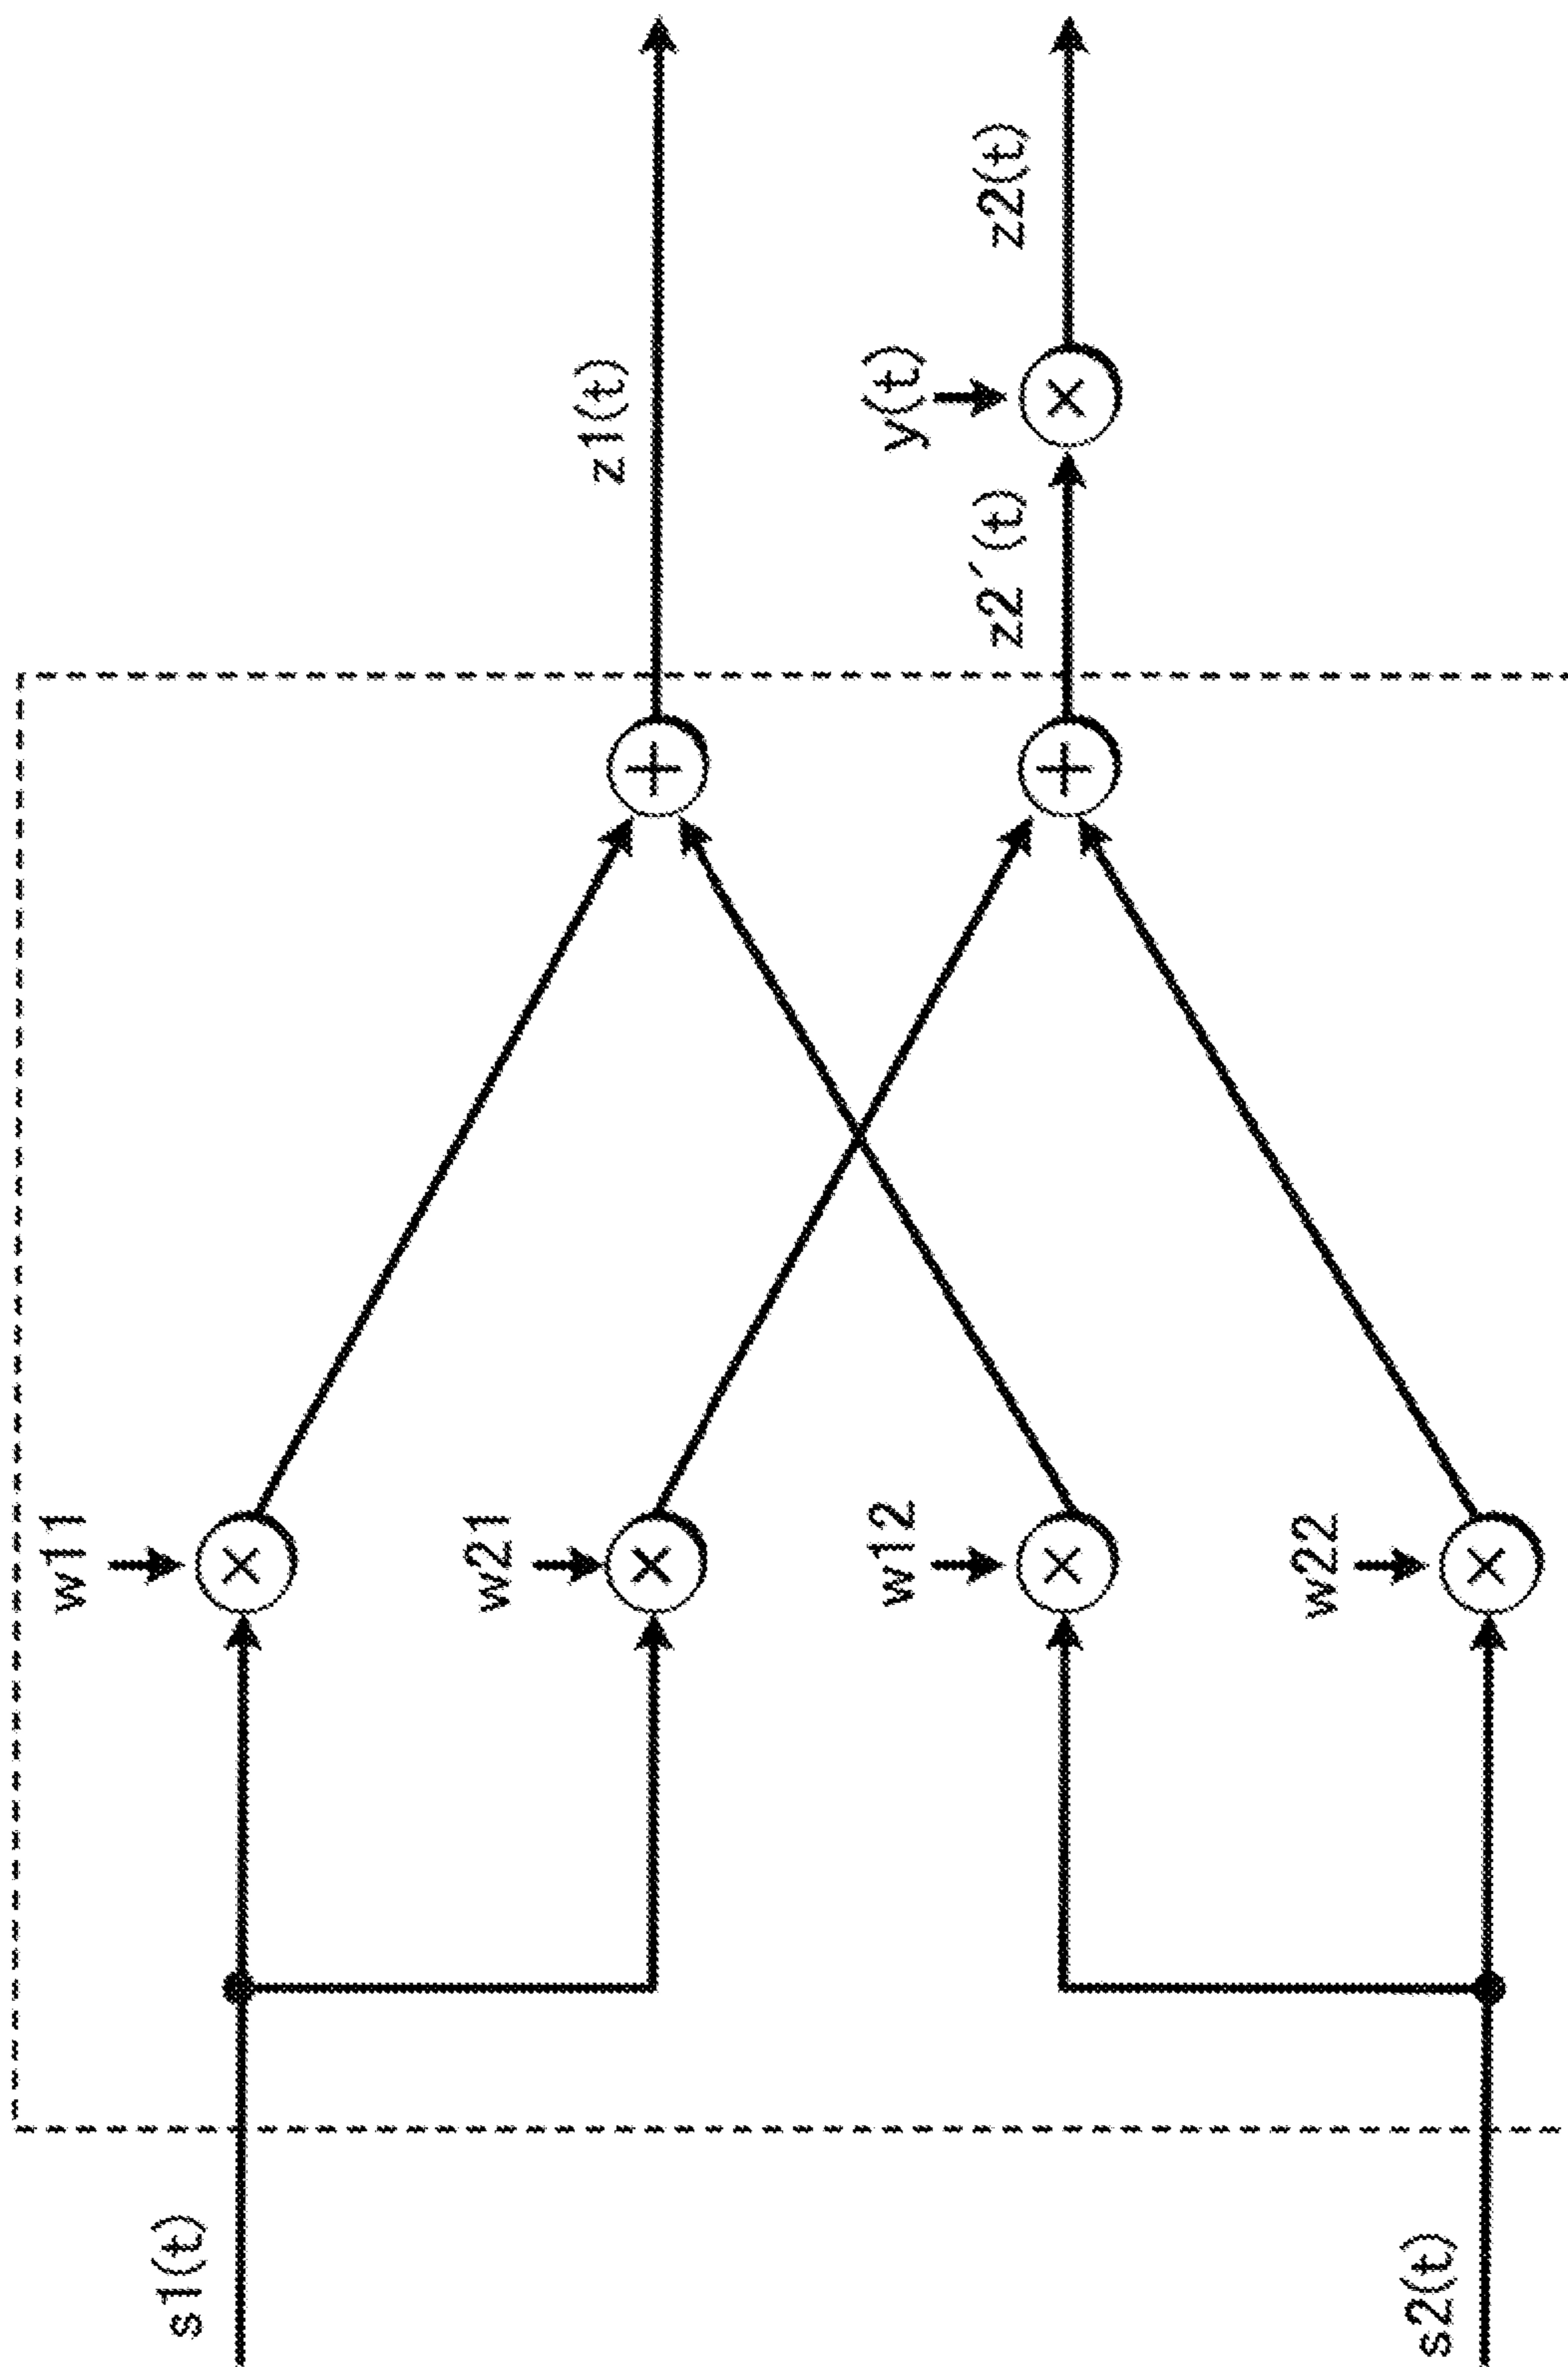 s1(t)
s2(t)
w11
w21
w12
w22
×
×
×
×
+
+
z1(t)
z2´(t)
y(t)
×
z2(t)